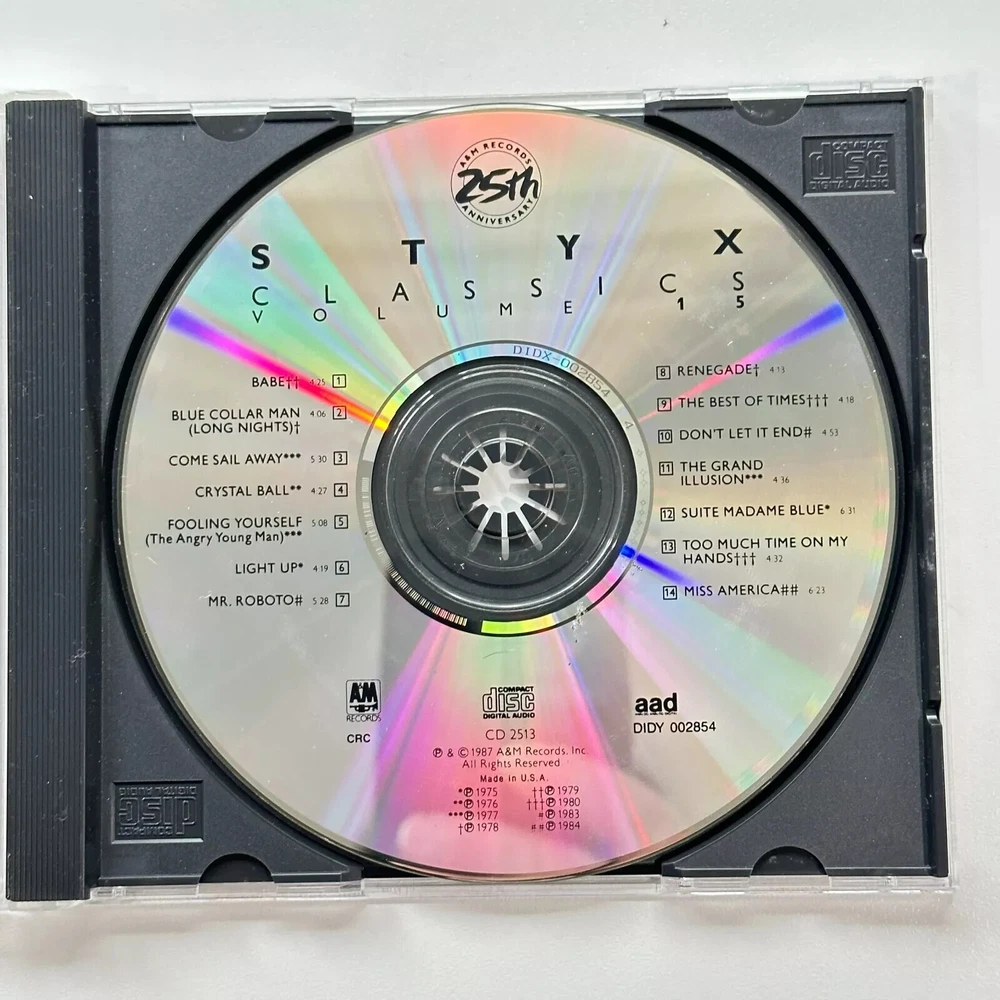 A&M RECORDS
25th
ANNIVERSARY
COMPACT
disc
DIGITAL AUDIO
STYX
CLASSICS
VOLUME 15
DIDX-002854
BABE†† 4:25 1
BLUE COLLAR MAN 4:06 2
(LONG NIGHTS)†
COME SAIL AWAY*** 5:30 3
CRYSTAL BALL** 4:27 4
FOOLING YOURSELF 5:08 5
(The Angry Young Man)***
LIGHT UP* 4:19 6
MR. ROBOTO# 5:28 7
8 RENEGADE† 4:13
9 THE BEST OF TIMES††† 4:18
10 DON'T LET IT END# 4:53
11 THE GRAND
ILLUSION*** 4:36
12 SUITE MADAME BLUE* 6:31
13 TOO MUCH TIME ON MY
HANDS††† 4:32
14 MISS AMERICA## 6:23
A&M
RECORDS
CRC
COMPACT
disc
DIGITAL AUDIO
aad
DIDY 002854
CD 2513
℗ & © 1987 A&M Records, Inc.
All Rights Reserved
Made in U.S.A.
*℗ 1975 ††℗ 1979
**℗ 1976 †††℗ 1980
***℗ 1977 #℗ 1983
†℗ 1978 ##℗ 1984
COMPACT
disc
DIGITAL AUDIO